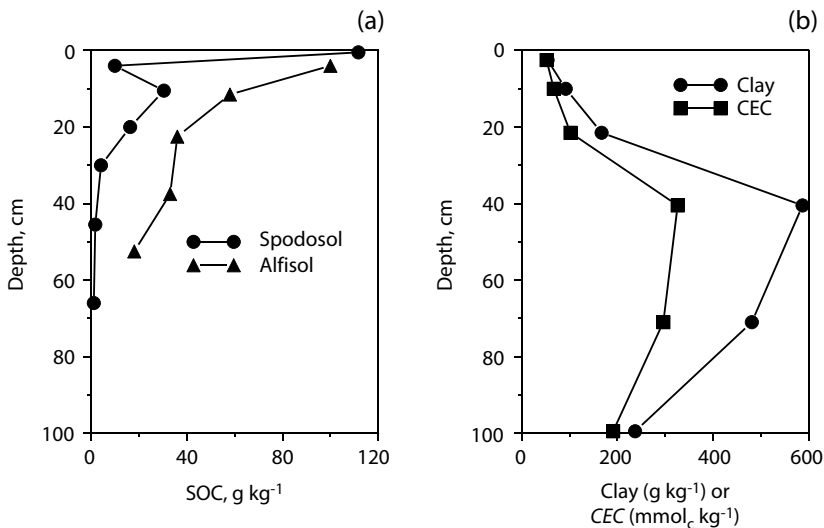 (a)
0
20
40
60
80
100
Depth, cm
Spodosol
Alfisol
0 40 80 120
SOC, g kg⁻¹
(b)
0
20
40
60
80
100
Depth, cm
Clay
CEC
0 200 400 600
Clay (g kg⁻¹) or
CEC (mmol꜀ kg⁻¹)